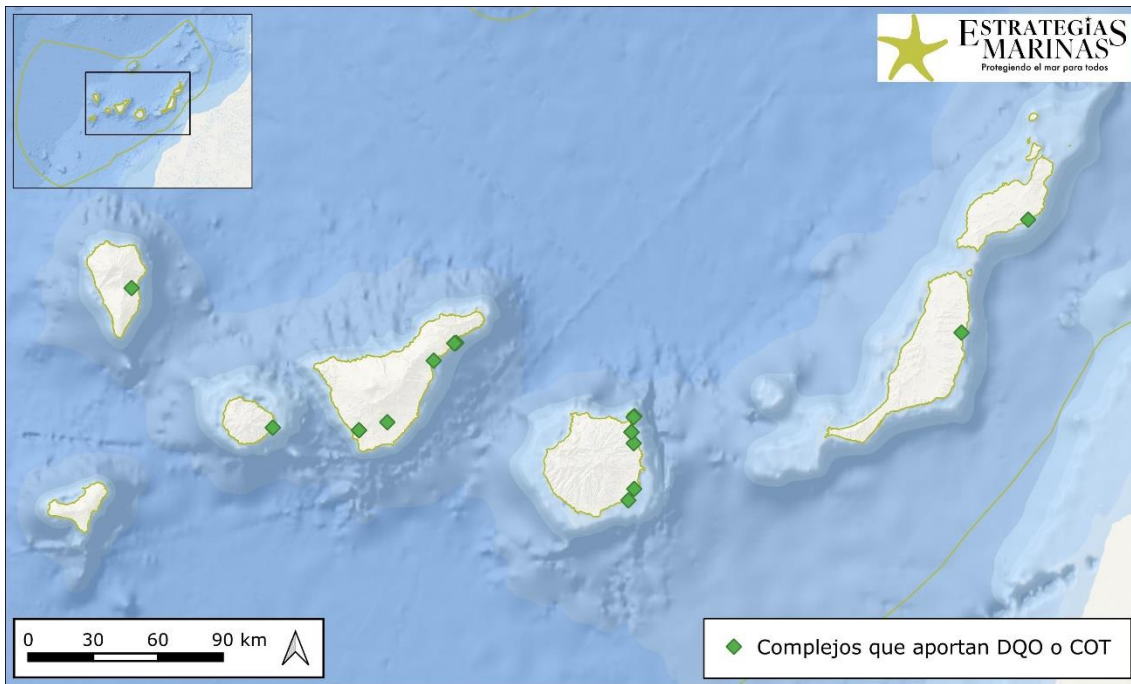 ESTRATEGIAS
MARINAS
Protegiendo el mar para todos
0 30 60 90 km
Complejos que aportan DQO o COT